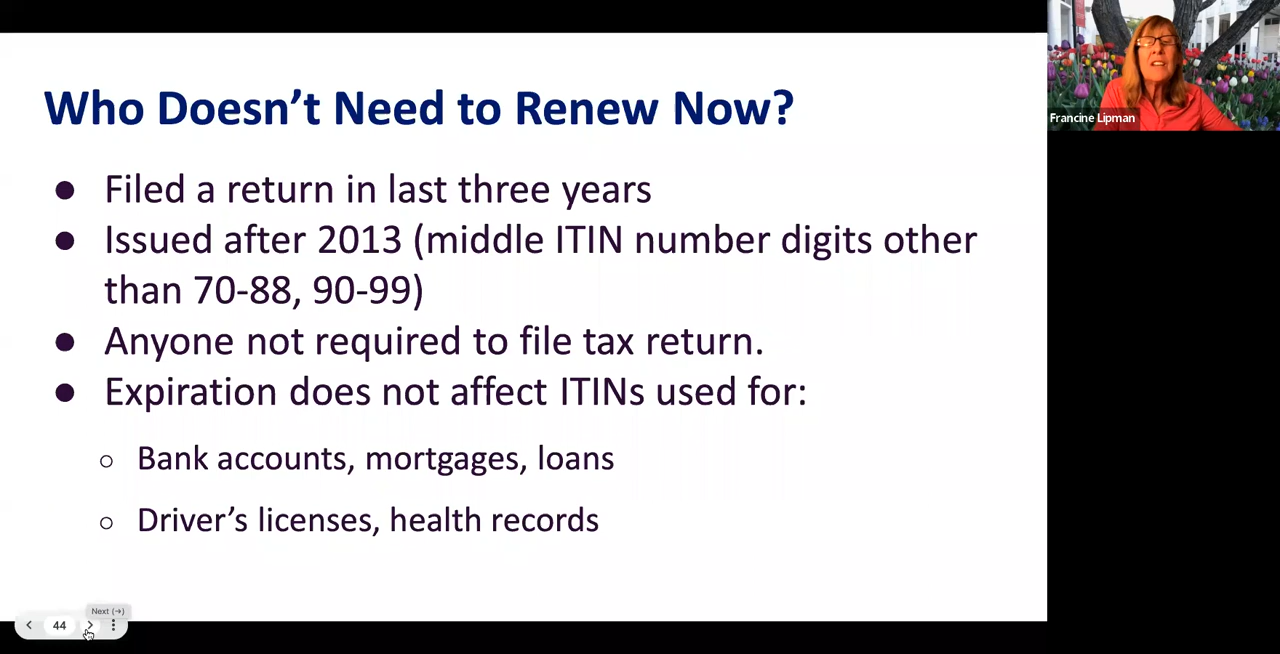 Who Doesn’t Need to Renew Now?
● Filed a return in last three years
● Issued after 2013 (middle ITIN number digits other
than 70-88, 90-99)
● Anyone not required to file tax return.
● Expiration does not affect ITINs used for:
○ Bank accounts, mortgages, loans
○ Driver’s licenses, health records
Francine Lipman
Next (→)
44